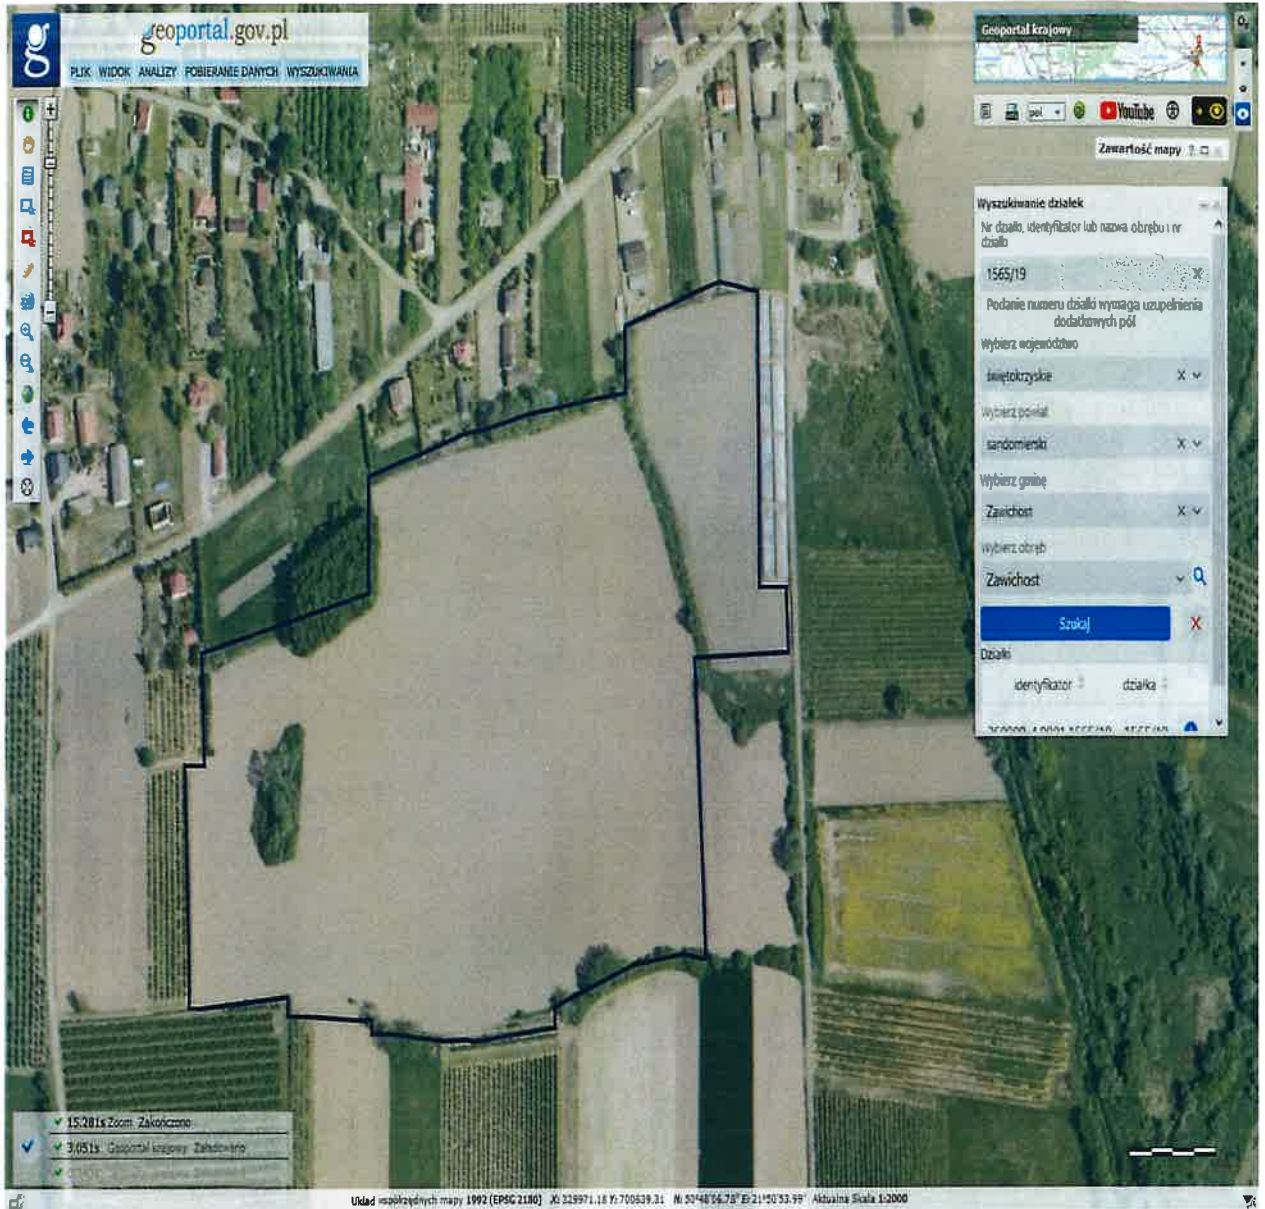 geoportal.gov.pl
PLIK WIDOK ANALIZY POBIERANIE DANYCH WYSZUKIWANIA
Geoportal krajowy
pol
YouTube
Zawartość mapy ?
Wyszukiwanie działek
Nr działki, identyfikator lub nazwa obrębu i nr
działki
1565/19 X
Podanie numeru działki wymaga uzupełnienia
dodatkowych pól
Wybierz województwo
świętokrzyskie X
Wybierz powiat
sandomierski X
Wybierz gminę
Zawichost X
Wybierz obręb
Zawichost
Szukaj X
Działki
identyfikator działka
15.281s Zoom Zakończono
3.051s Geoportal krajowy Załadowano
Układ współrzędnych mapy 1992 (EPSG 2180) X: 329971.18 Y: 700639.31 N: 50°48'06.78" E: 21°50'53.99" Aktualna Skala 1:2000